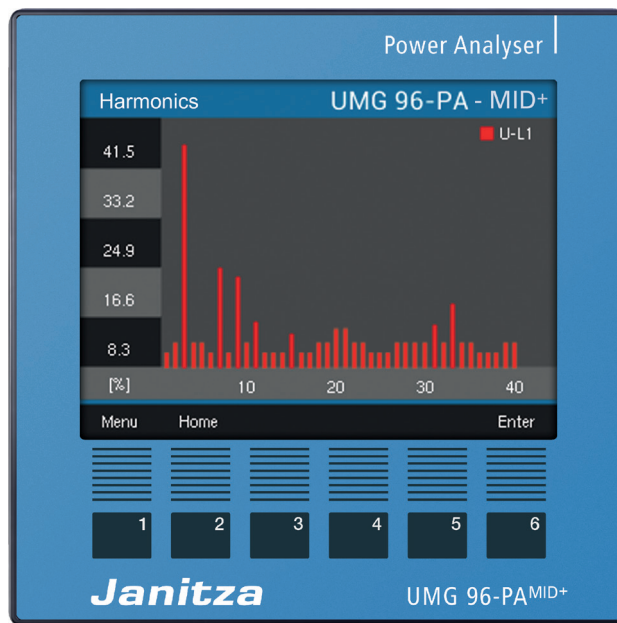 Power Analyser
Harmonics UMG 96-PA - MID+
U-L1
41.5
33.2
24.9
16.6
8.3
[%] 10 20 30 40
Menu Home Enter
1 2 3 4 5 6
Janitza UMG 96-PAMID+